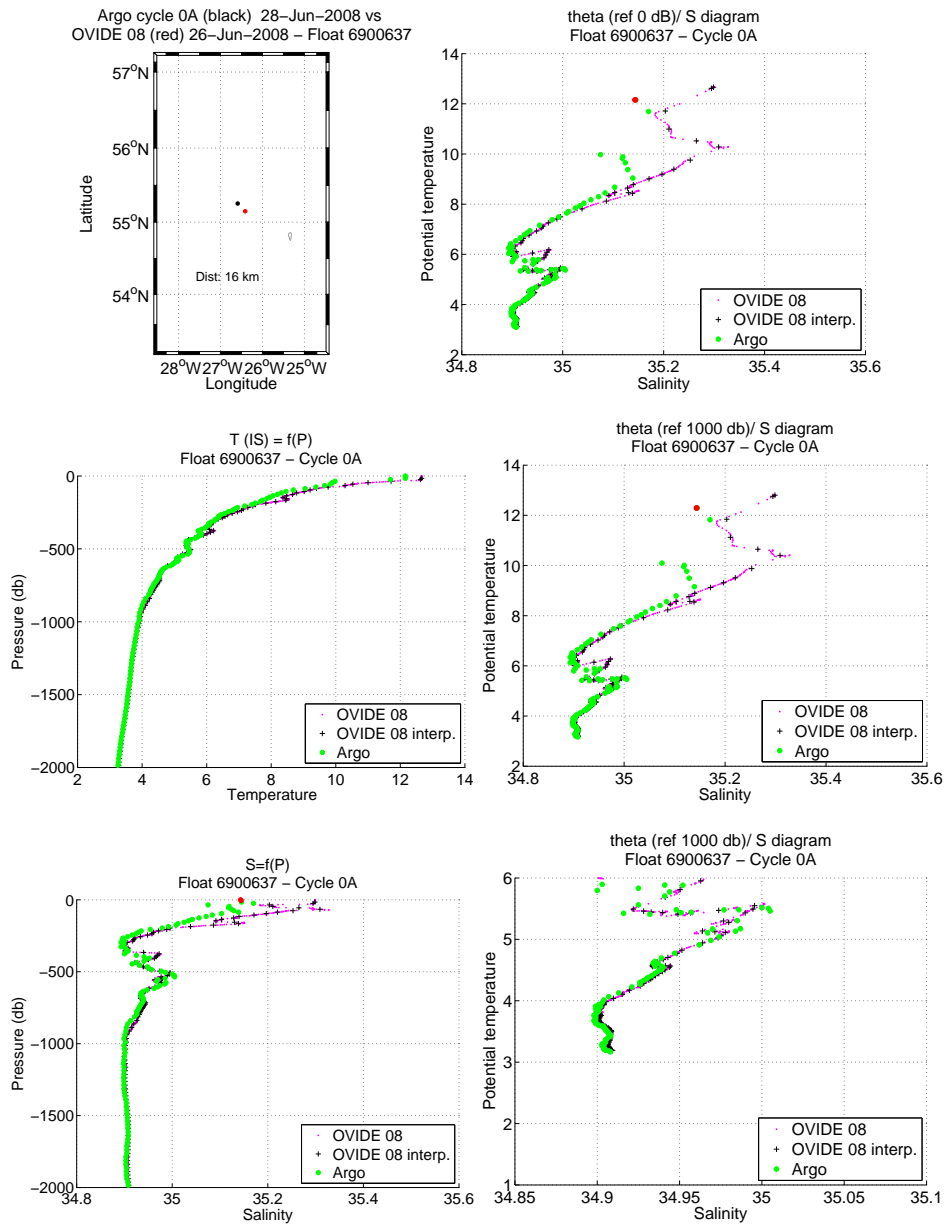 Argo cycle 0A (black) 28−Jun−2008 vs
OVIDE 08 (red) 26−Jun−2008 − Float 6900637
57oN
56oN
55oN
54oN
Latitude
Dist: 16 km
28oW 27oW 26oW 25oW
Longitude
theta (ref 0 dB)/ S diagram
Float 6900637 − Cycle 0A
14
12
10
8
6
4
2
Potential temperature
OVIDE 08
OVIDE 08 interp.
Argo
34.8 35 35.2 35.4 35.6
Salinity
T (IS) = f(P)
Float 6900637 − Cycle 0A
0
−500
−1000
−1500
−2000
Pressure (db)
OVIDE 08
OVIDE 08 interp.
Argo
2 4 6 8 10 12 14
Temperature
theta (ref 1000 db)/ S diagram
Float 6900637 − Cycle 0A
14
12
10
8
6
4
2
Potential temperature
OVIDE 08
OVIDE 08 interp.
Argo
34.8 35 35.2 35.4 35.6
Salinity
S=f(P)
Float 6900637 − Cycle 0A
0
−500
−1000
−1500
−2000
Pressure (db)
OVIDE 08
OVIDE 08 interp.
Argo
34.8 35 35.2 35.4 35.6
Salinity
theta (ref 1000 db)/ S diagram
Float 6900637 − Cycle 0A
6
5
4
3
2
1
Potential temperature
OVIDE 08
OVIDE 08 interp.
Argo
34.85 34.9 34.95 35 35.05 35.1
Salinity